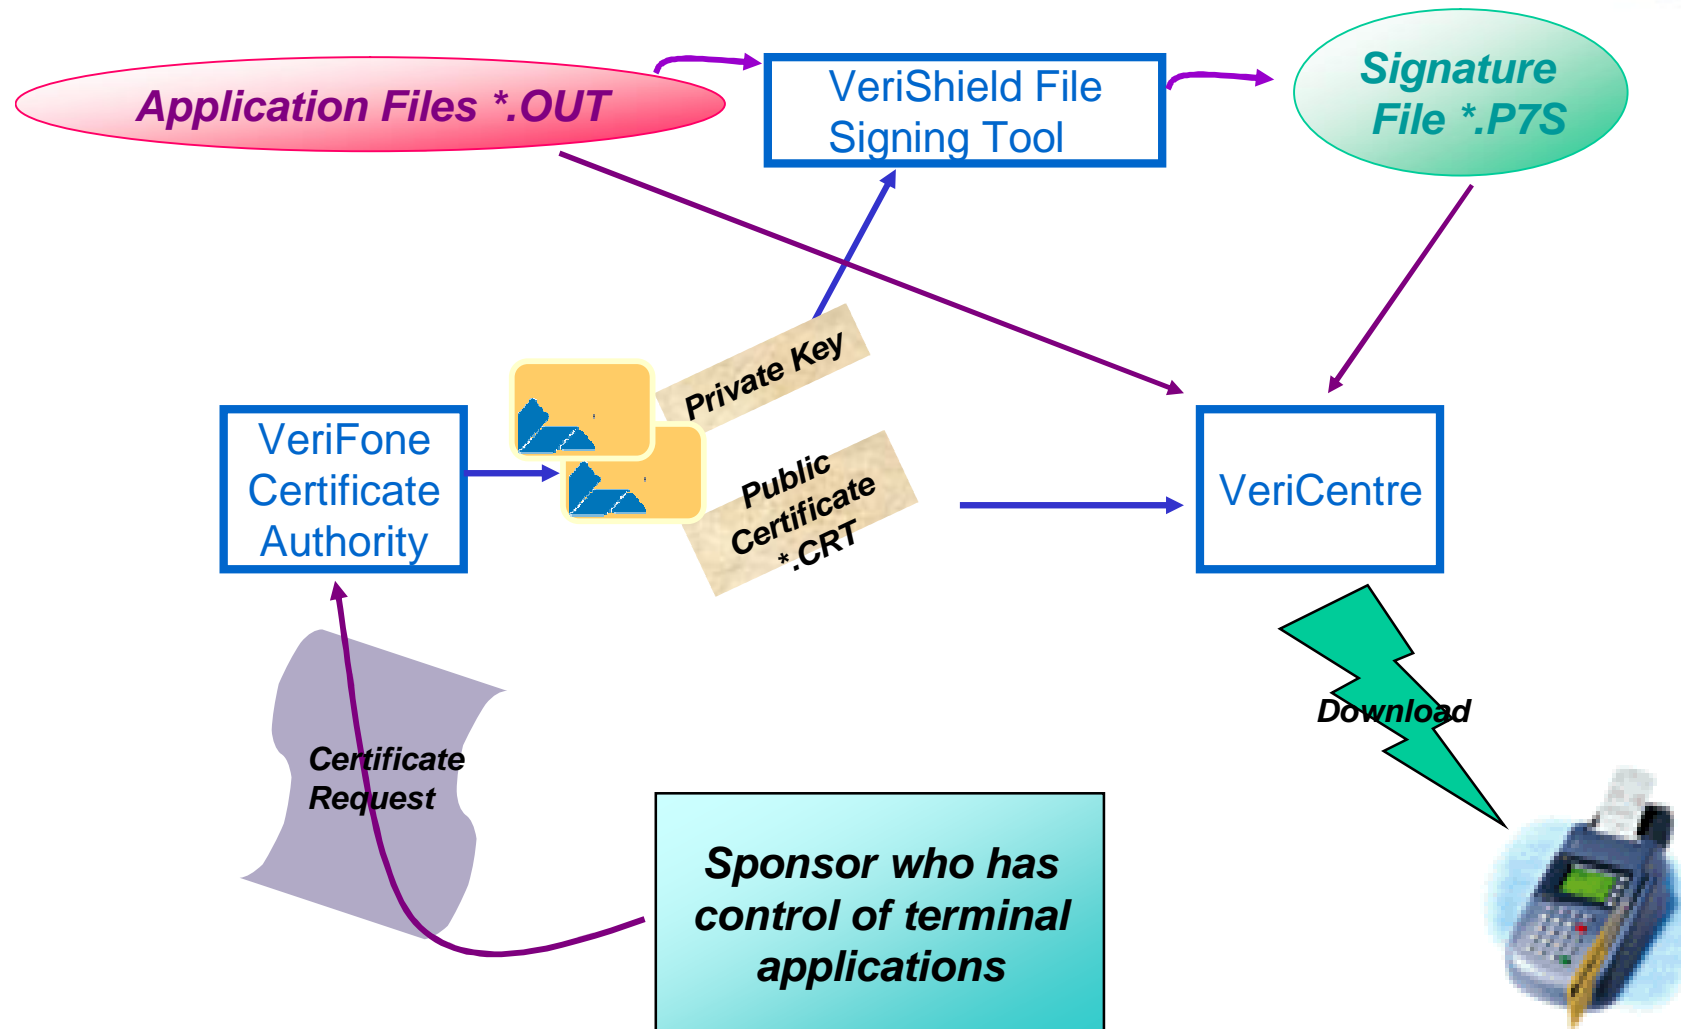 Application Files *.OUT
VeriShield File
Signing Tool
Signature
File *.P7S
Private Key
VeriFone
Certificate
Authority
Public
Certificate
*.CRT
VeriCentre
Download
Certificate
Request
Sponsor who has
control of terminal
applications